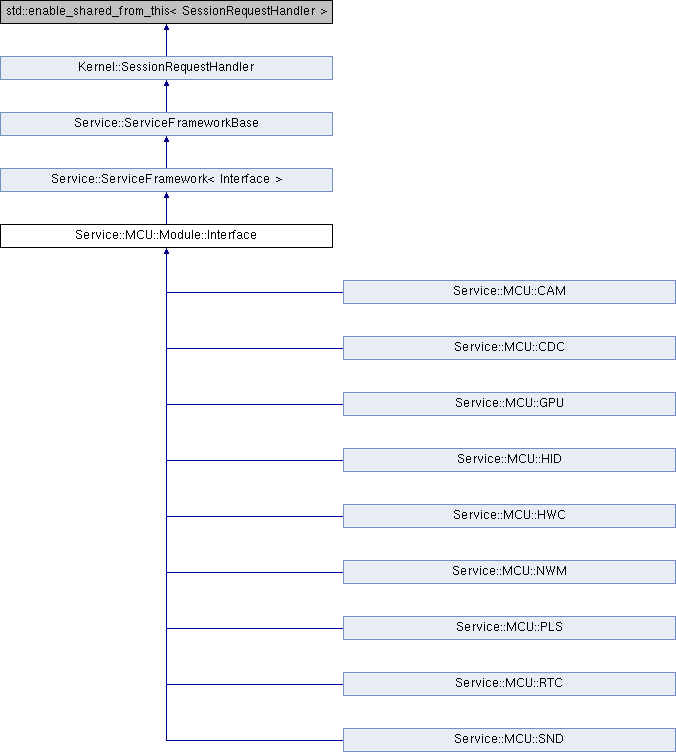 std::enable_shared_from_this< SessionRequestHandler >
Kernel::SessionRequestHandler
Service::ServiceFrameworkBase
Service::ServiceFramework< Interface >
Service::MCU::Module::Interface
Service::MCU::CAM
Service::MCU::CDC
Service::MCU::GPU
Service::MCU::HID
Service::MCU::HWC
Service::MCU::NWM
Service::MCU::PLS
Service::MCU::RTC
Service::MCU::SND